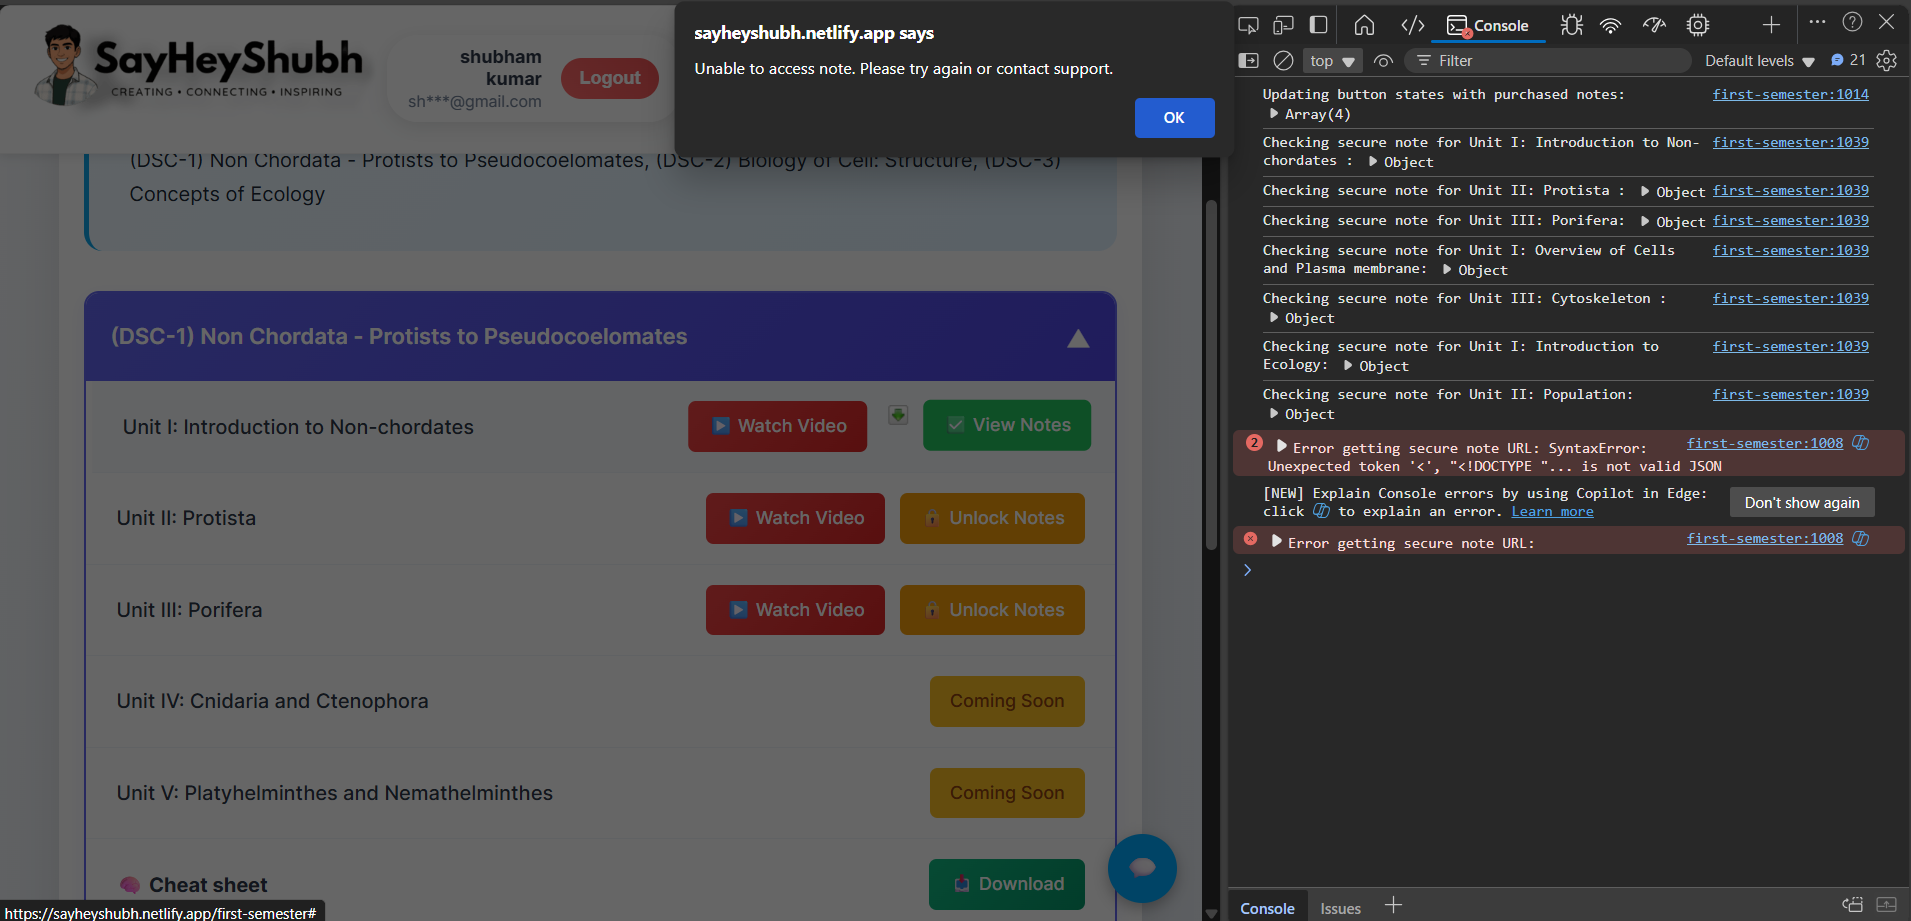 SayHeyShubh
CREATING • CONNECTING • INSPIRING
shubham
kumar
sh***@gmail.com
Logout
sayheyshubh.netlify.app says
Unable to access note. Please try again or contact support.
OK
(DSC-1) Non Chordata - Protists to Pseudocoelomates, (DSC-2) Biology of Cell: Structure, (DSC-3)
Concepts of Ecology
(DSC-1) Non Chordata - Protists to Pseudocoelomates
Unit I: Introduction to Non-chordates
Watch Video
View Notes
Unit II: Protista
Watch Video
Unlock Notes
Unit III: Porifera
Watch Video
Unlock Notes
Unit IV: Cnidaria and Ctenophora
Coming Soon
Unit V: Platyhelminthes and Nemathelminthes
Coming Soon
Cheat sheet
Download
https://sayheyshubh.netlify.app/first-semester#
Console
top
Filter
Default levels
21
Updating button states with purchased notes: first-semester:1014
Array(4)
Checking secure note for Unit I: Introduction to Non- first-semester:1039
chordates : Object
Checking secure note for Unit II: Protista : Object first-semester:1039
Checking secure note for Unit III: Porifera: Object first-semester:1039
Checking secure note for Unit I: Overview of Cells first-semester:1039
and Plasma membrane: Object
Checking secure note for Unit III: Cytoskeleton : first-semester:1039
Object
Checking secure note for Unit I: Introduction to first-semester:1039
Ecology: Object
Checking secure note for Unit II: Population: first-semester:1039
Object
2 Error getting secure note URL: SyntaxError: first-semester:1008
Unexpected token '<', "<!DOCTYPE "... is not valid JSON
[NEW] Explain Console errors by using Copilot in Edge:
click to explain an error. Learn more
Don't show again
Error getting secure note URL: first-semester:1008
Console
Issues